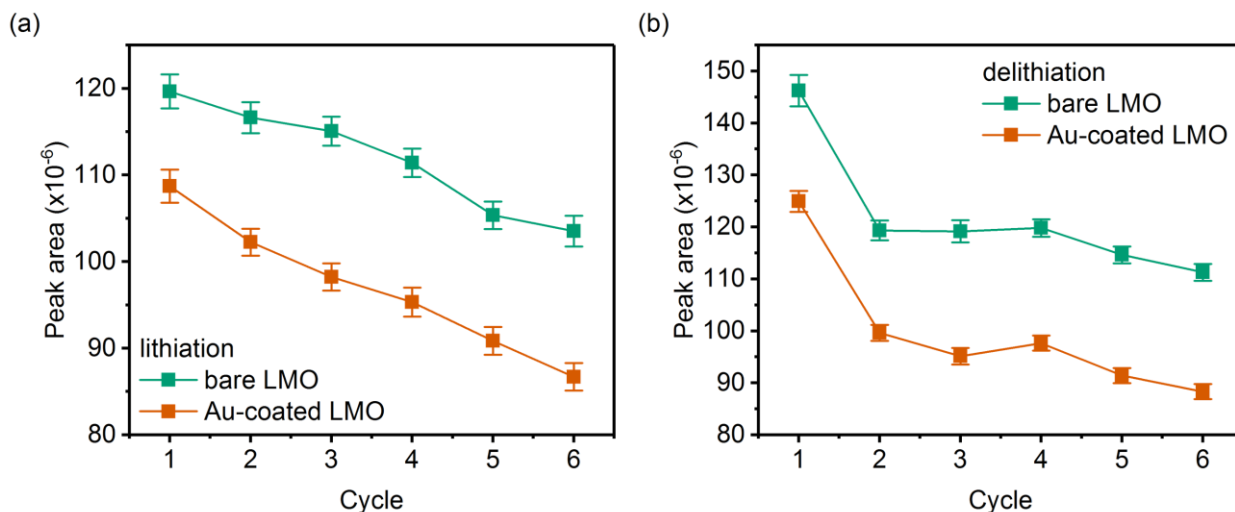 (a)
Peak area (x10⁻⁶)
120
110
100
90
80
lithiation
bare LMO
Au-coated LMO
1 2 3 4 5 6
Cycle
(b)
Peak area (x10⁻⁶)
150
140
130
120
110
100
90
80
delithiation
bare LMO
Au-coated LMO
1 2 3 4 5 6
Cycle